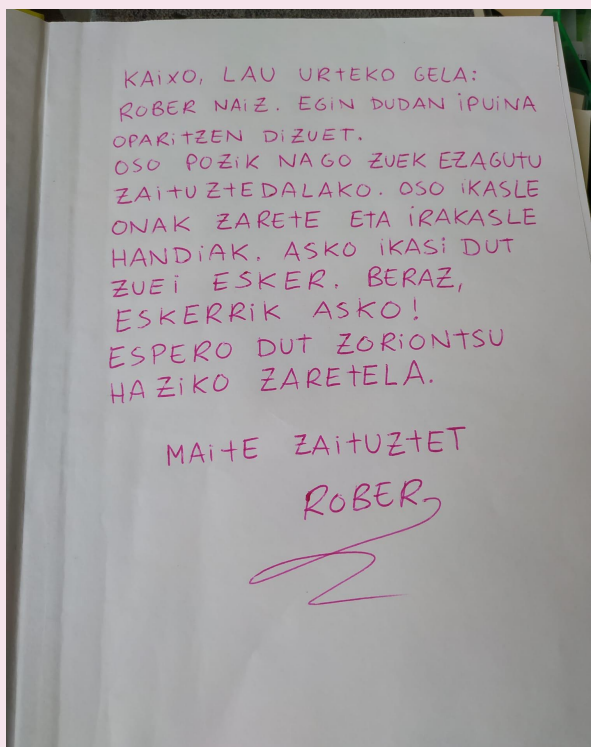 KAiXO, LAU URTEKO GELA:
ROBER NAiZ. EGIN DUDAN iPUiNA
OPARiTZEN DiZUET.
OSO POZiK NAGO ZUEK EZAGUTU
ZAiTUZTEDALAKO. OSO iKASLE
ONAK ZARETE ETA iRAKASLE
HANDiAK. ASKO iKASi DUT
ZUEi ESKER. BERAZ,
ESKERRiK ASKO!
ESPERO DUT ZORiONTSU
HAZiKO ZARETELA.
MAiTE ZAiTUZTET
ROBER